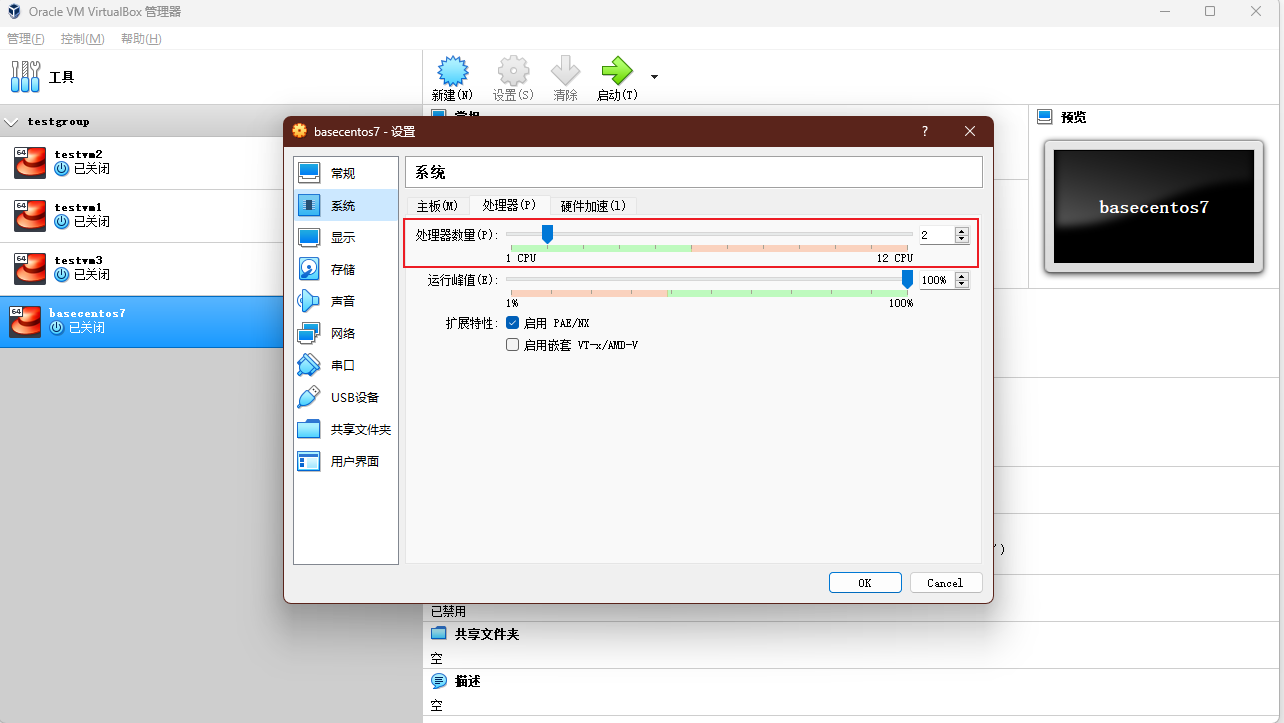 Oracle VM VirtualBox 管理器
管理(F) 控制(M) 帮助(H)
工具
新建(N) 设置(S) 清除 启动(T)
testgroup
64 testvm2
已关闭
64 testvm1
已关闭
64 testvm3
已关闭
64 basecentos7
已关闭
常规
预览
basecentos7
basecentos7 - 设置 ?
常规
系统
显示
存储
声音
网络
串口
USB设备
共享文件夹
用户界面
系统
主板(M) 处理器(P) 硬件加速(L)
处理器数量(P): 2
1 CPU 12 CPU
运行峰值(E): 100%
1% 100%
扩展特性: 启用 PAE/NX
启用嵌套 VT-x/AMD-V
OK Cancel
')
已禁用
共享文件夹
空
描述
空